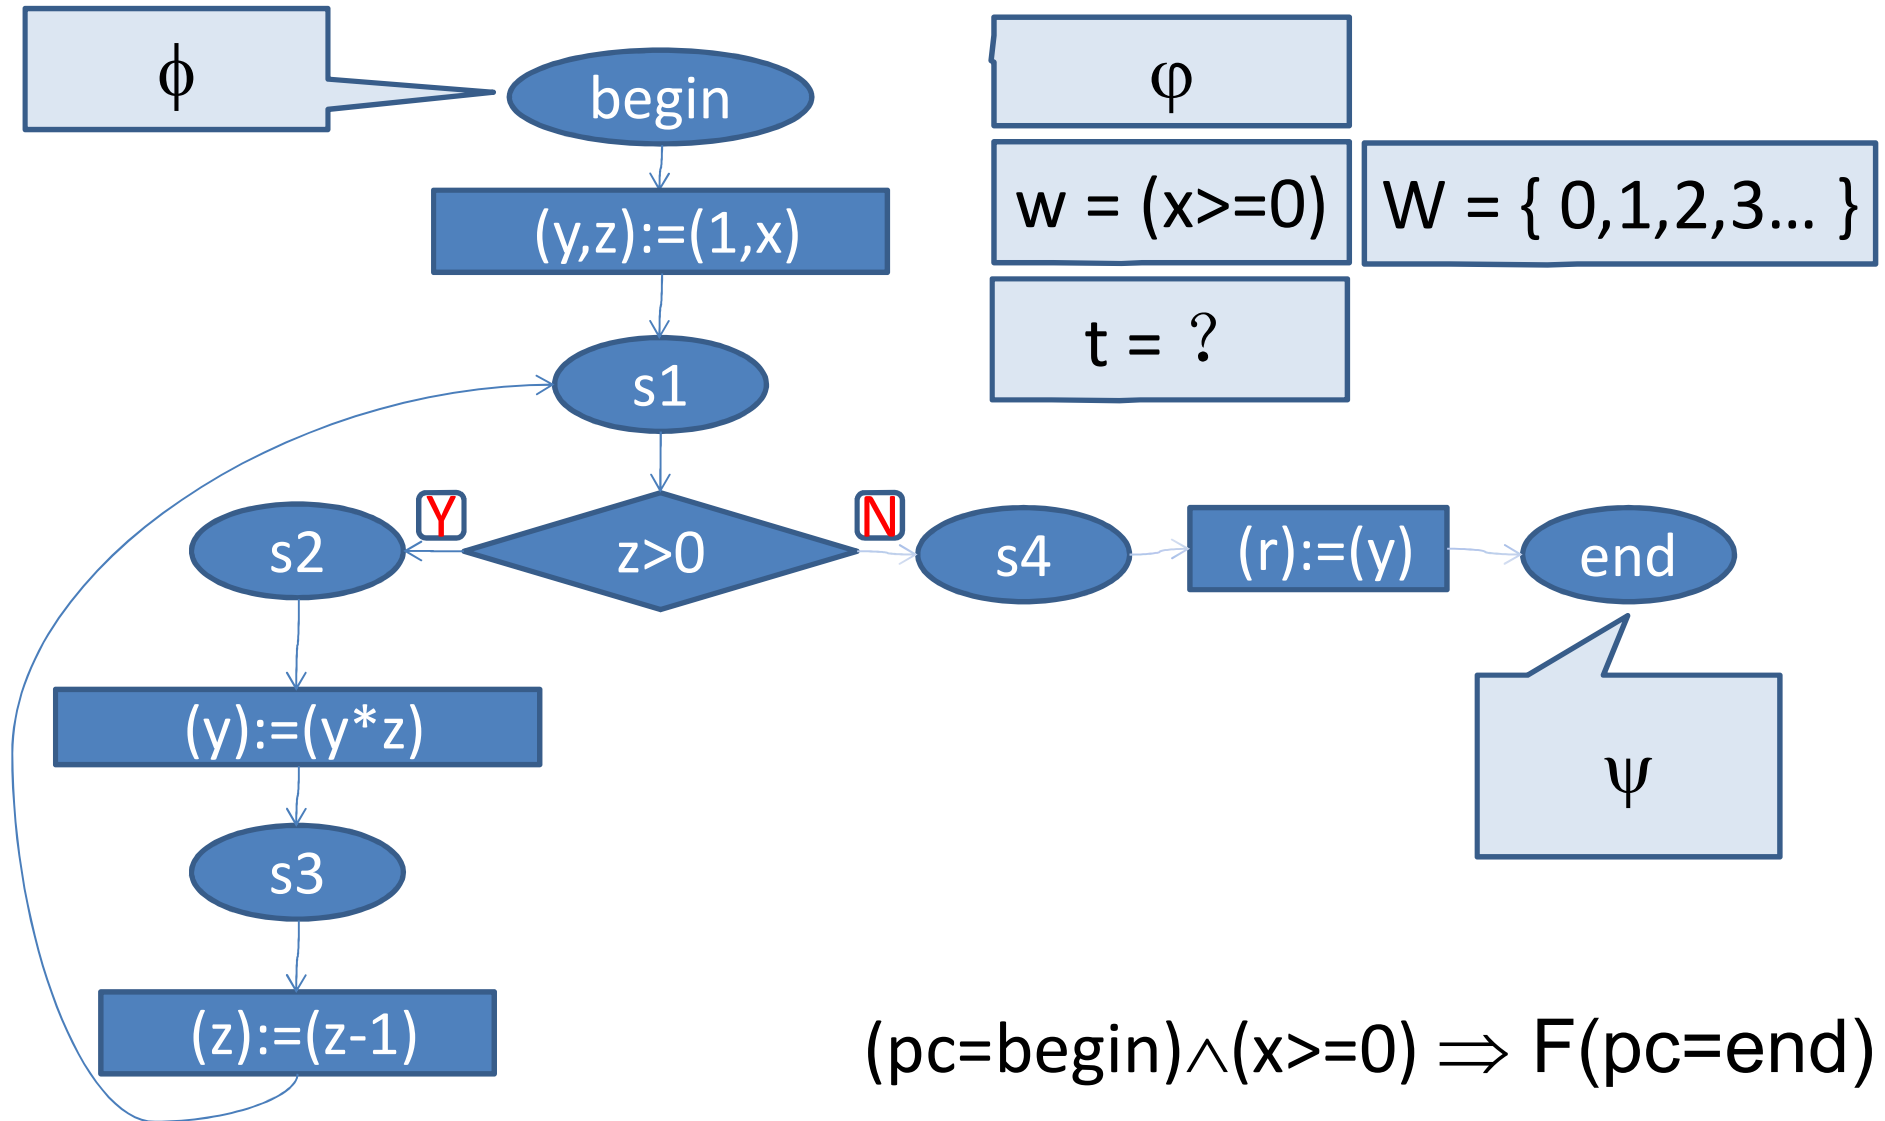 ϕ
begin
φ
(y,z):=(1,x)
w = (x>=0)
W = { 0,1,2,3... }
t = ?
s1
Y
N
s2
z>0
s4
(r):=(y)
end
(y):=(y*z)
ψ
s3
(z):=(z-1)
(pc=begin)∧(x>=0) ⇒ F(pc=end)